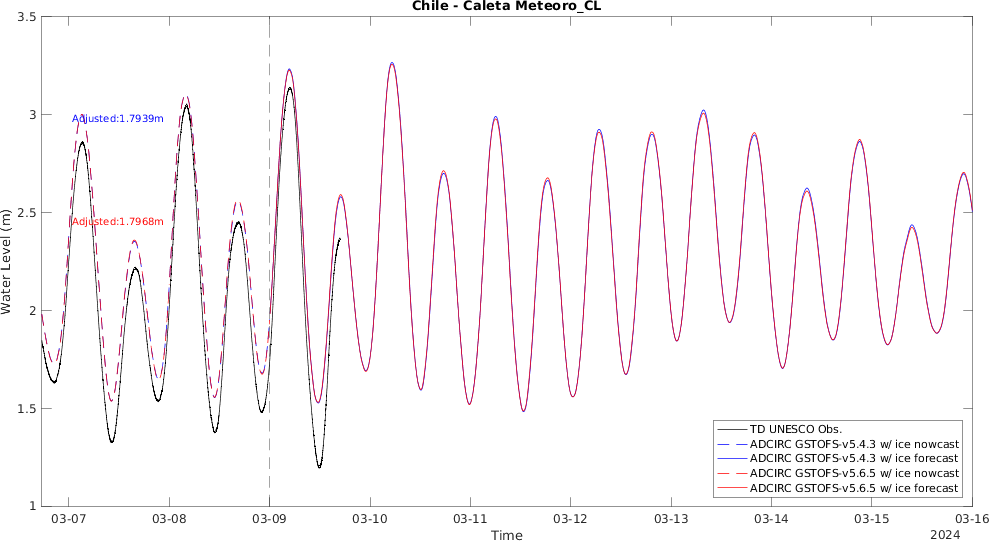 Chile - Caleta Meteoro_CL
Water Level (m)
3.5
3
2.5
2
1.5
1
Adjusted:1.7939m
Adjusted:1.7968m
TD UNESCO Obs.
ADCIRC GSTOFS-v5.4.3 w/ ice nowcast
ADCIRC GSTOFS-v5.4.3 w/ ice forecast
ADCIRC GSTOFS-v5.6.5 w/ ice nowcast
ADCIRC GSTOFS-v5.6.5 w/ ice forecast
03-07 03-08 03-09 03-10 03-11 03-12 03-13 03-14 03-15 03-16
Time
2024